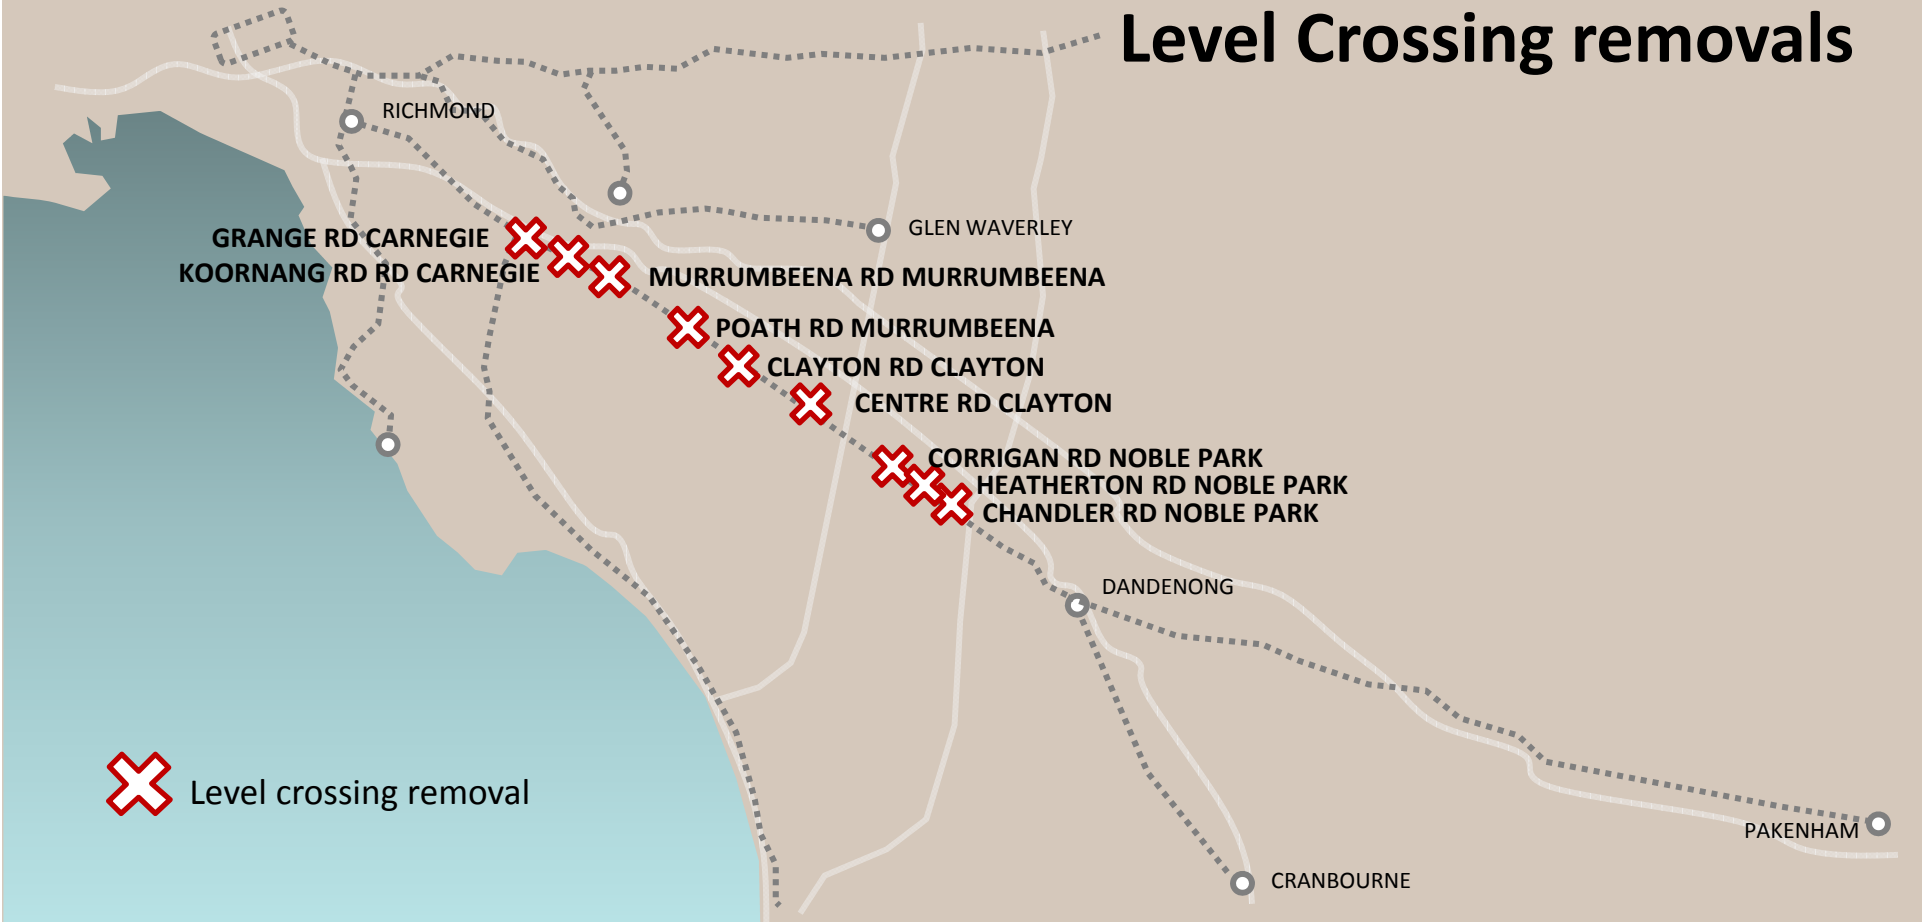 Level Crossing removals
RICHMOND
GLEN WAVERLEY
GRANGE RD CARNEGIE
KOORNANG RD RD CARNEGIE
MURRUMBEENA RD MURRUMBEENA
POATH RD MURRUMBEENA
CLAYTON RD CLAYTON
CENTRE RD CLAYTON
CORRIGAN RD NOBLE PARK
HEATHERTON RD NOBLE PARK
CHANDLER RD NOBLE PARK
DANDENONG
Level crossing removal
PAKENHAM
CRANBOURNE